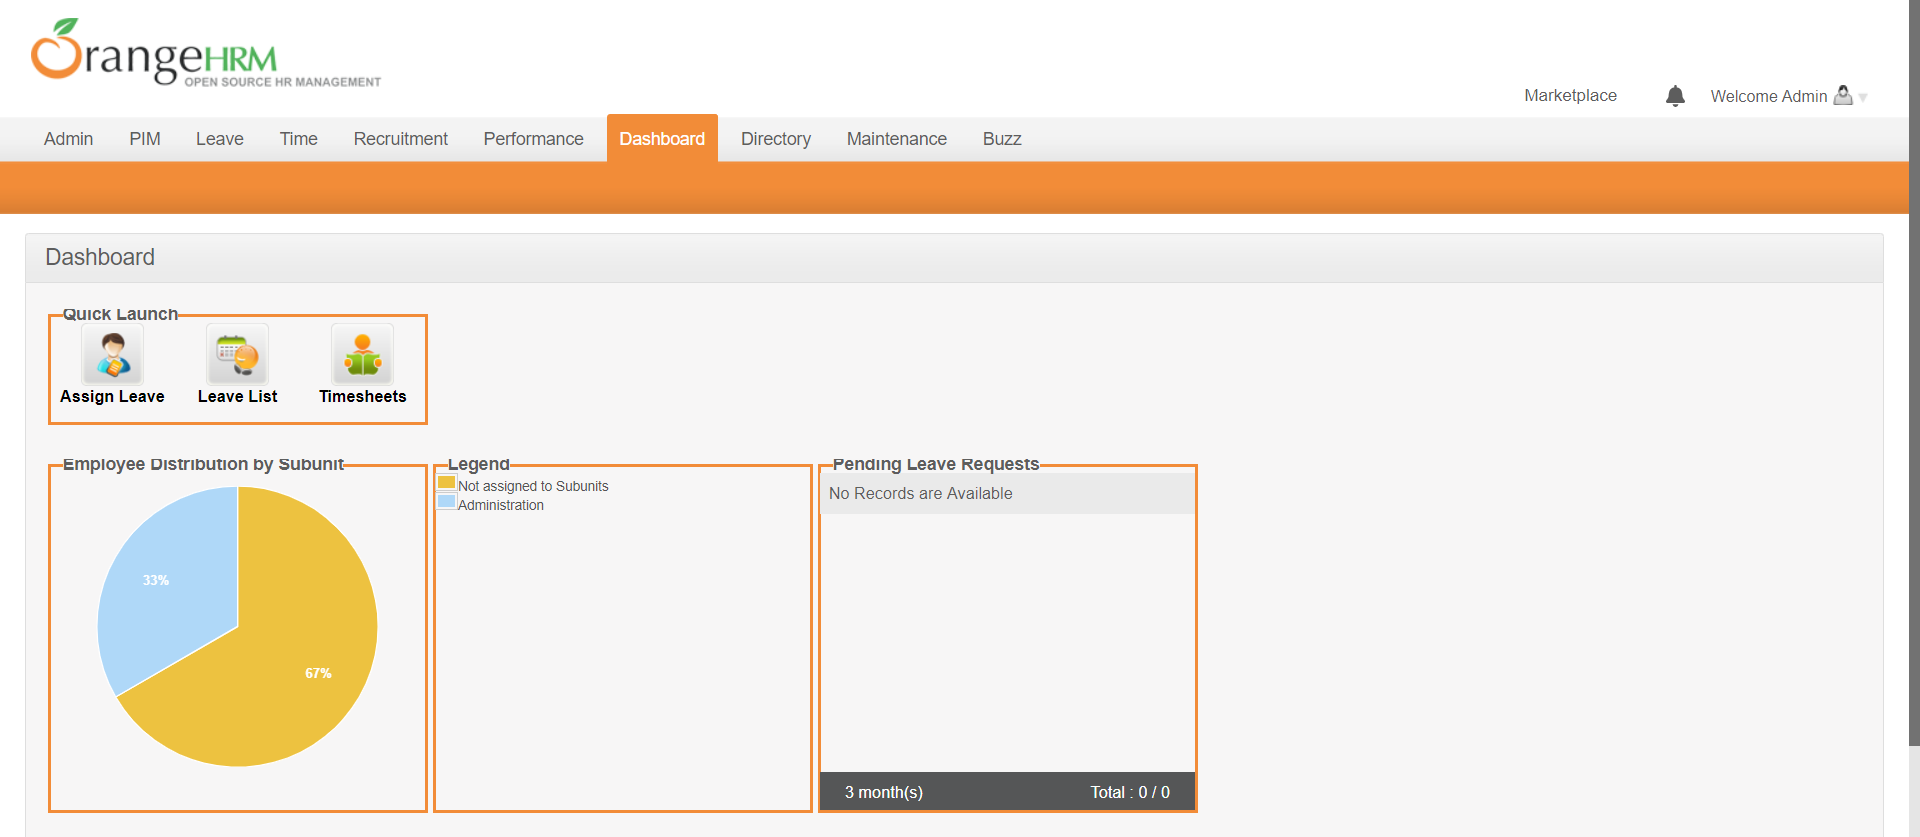 OrangeHRM
OPEN SOURCE HR MANAGEMENT
Marketplace
Welcome Admin
Admin PIM Leave Time Recruitment Performance Dashboard Directory Maintenance Buzz
Dashboard
Quick Launch
Assign Leave Leave List Timesheets
Employee Distribution by Subunit
33%
67%
Legend
Not assigned to Subunits
Administration
Pending Leave Requests
No Records are Available
3 month(s) Total : 0 / 0